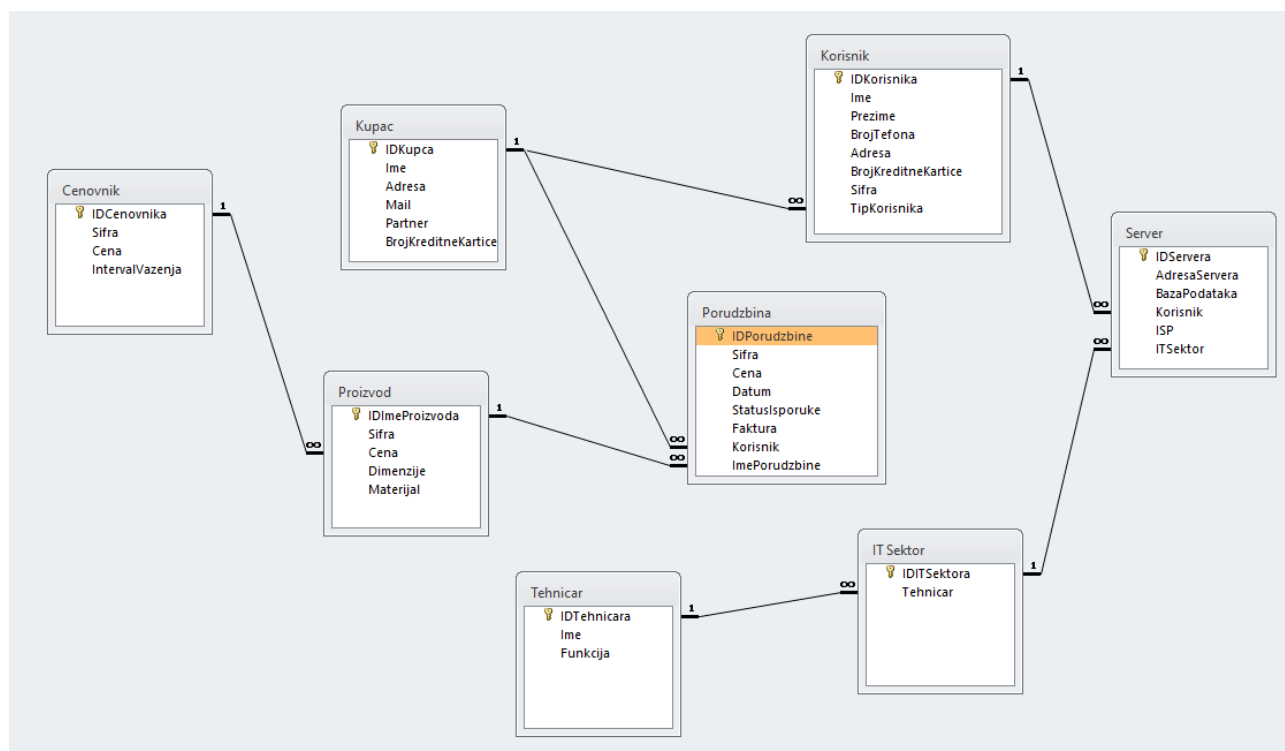 Cenovnik
IDCenovnika
Sifra
Cena
IntervalVazenja
1
∞
Kupac
IDKupca
Ime
Adresa
Mail
Partner
BrojKreditneKartice
1
∞
∞
Korisnik
IDKorisnika
Ime
Prezime
BrojTefona
Adresa
BrojKreditneKartice
Sifra
TipKorisnika
1
∞
Server
IDServera
AdresaServera
BazaPodataka
Korisnik
ISP
ITSektor
∞
Porudzbina
IDPorudzbine
Sifra
Cena
Datum
StatusIsporuke
Faktura
Korisnik
ImePorudzbine
Proizvod
IDImeProizvoda
Sifra
Cena
Dimenzije
Materijal
1
∞
Tehnicar
IDTehnicara
Ime
Funkcija
1
∞
IT Sektor
IDITSektora
Tehnicar
1